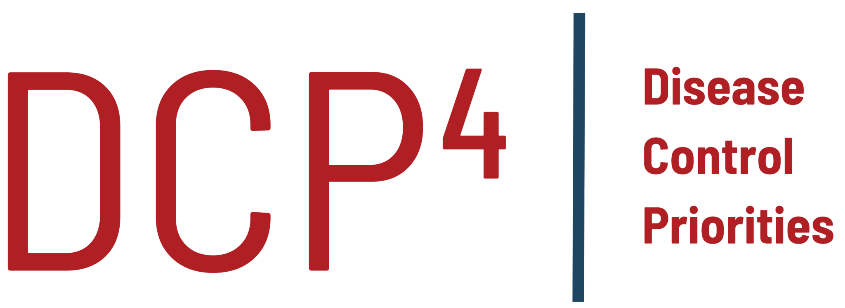 DCP⁴
Disease
Control
Priorities